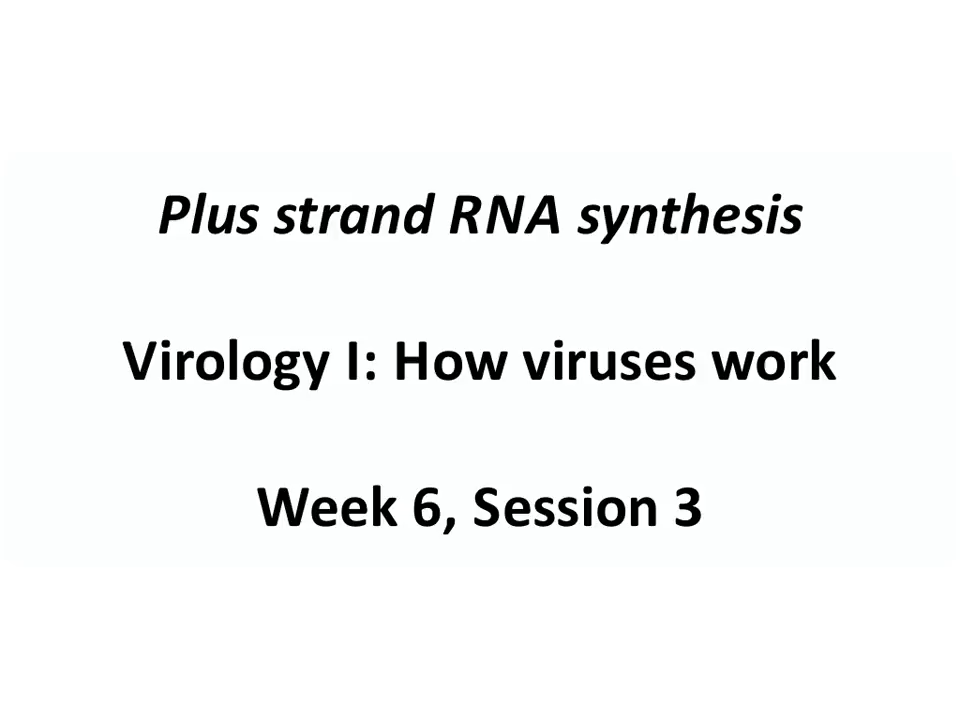 Plus strand RNA synthesis
Virology I: How viruses work
Week 6, Session 3